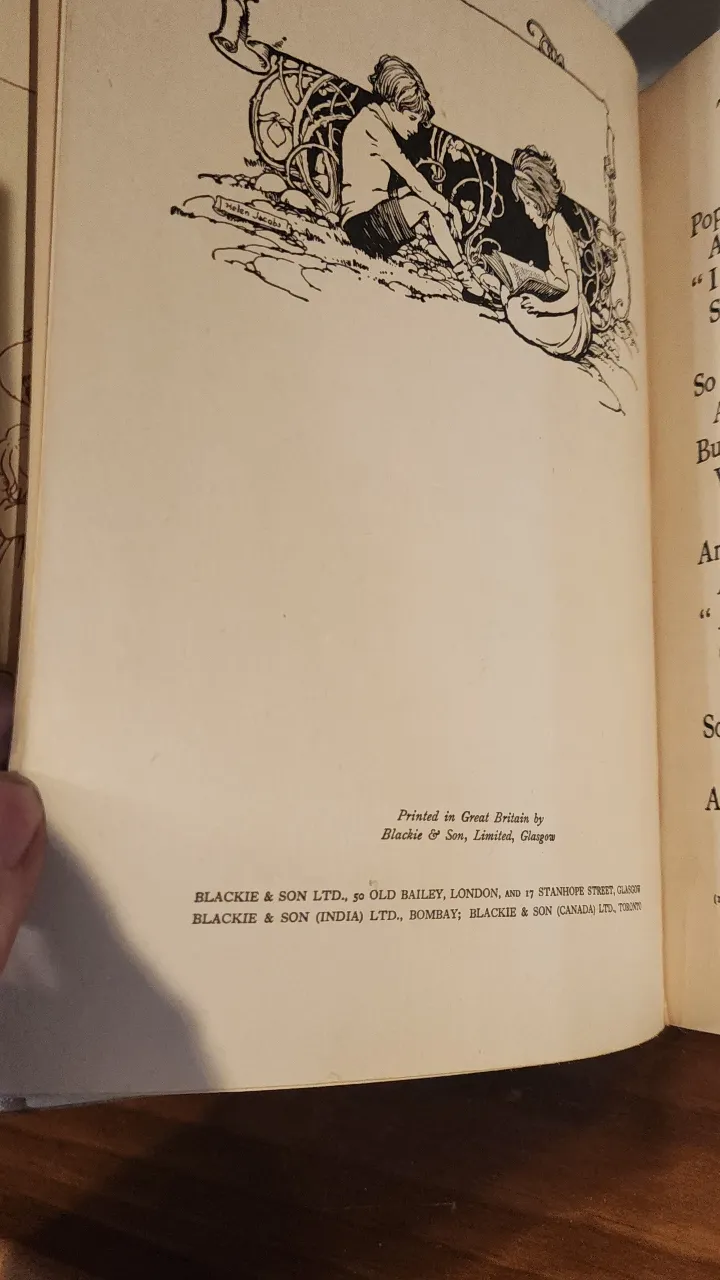 Helen Jacobs
Printed in Great Britain by
Blackie & Son, Limited, Glasgow
BLACKIE & SON LTD., 50 OLD BAILEY, LONDON, AND 17 STANHOPE STREET, GLASGOW
BLACKIE & SON (INDIA) LTD., BOMBAY; BLACKIE & SON (CANADA) LTD., TORONTO
“ I
So